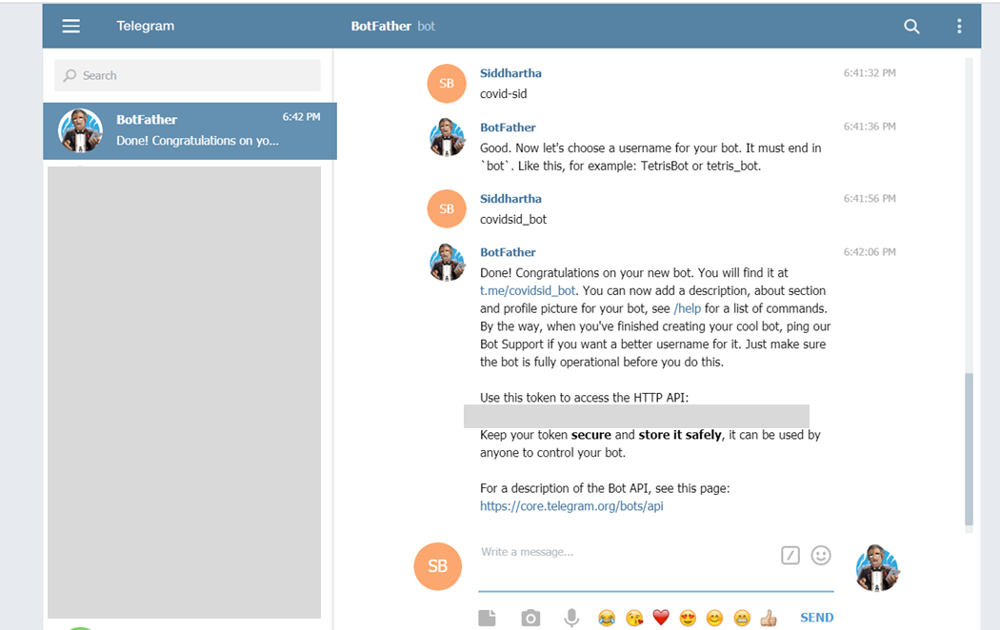 Telegram
BotFather bot
Search
BotFather 6:42 PM
Done! Congratulations on yo...
Siddhartha 6:41:32 PM
SB
covid-sid
BotFather 6:41:36 PM
Good. Now let's choose a username for your bot. It must end in
`bot`. Like this, for example: TetrisBot or tetris_bot.
Siddhartha 6:41:56 PM
SB
covidsid_bot
BotFather 6:42:06 PM
Done! Congratulations on your new bot. You will find it at
t.me/covidsid_bot. You can now add a description, about section
and profile picture for your bot, see /help for a list of commands.
By the way, when you've finished creating your cool bot, ping our
Bot Support if you want a better username for it. Just make sure
the bot is fully operational before you do this.
Use this token to access the HTTP API:
Keep your token secure and store it safely, it can be used by
anyone to control your bot.
For a description of the Bot API, see this page:
https://core.telegram.org/bots/api
Write a message...
SB
SEND